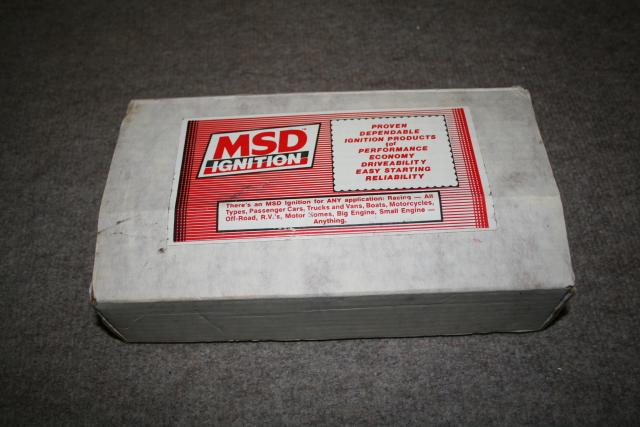 MSD
IGNITION
PROVEN
DEPENDABLE
IGNITION PRODUCTS
for
PERFORMANCE
ECONOMY
DRIVEABILITY
EASY STARTING
RELIABILITY
There's an MSD Ignition for ANY application: Racing — All
Types, Passenger Cars, Trucks and Vans, Boats, Motorcycles,
Off-Road, R.V.'s, Motor Homes, Big Engine, Small Engine —
Anything.